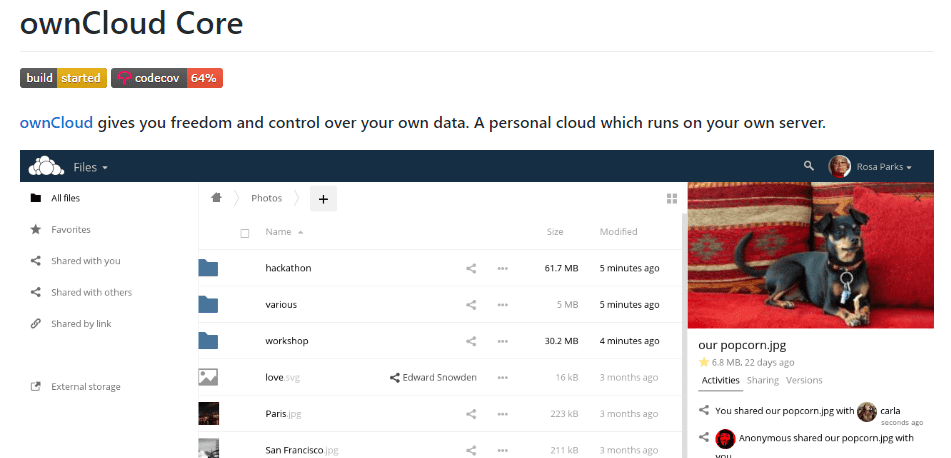 ownCloud Core
build started codecov 64%
ownCloud gives you freedom and control over your own data. A personal cloud which runs on your own server.
Files Rosa Parks
All files
Favorites
Shared with you
Shared with others
Shared by link
External storage
Photos +
Name Size Modified
hackathon ••• 61.7 MB 5 minutes ago
various ••• 5 MB 5 minutes ago
workshop ••• 30.2 MB 4 minutes ago
love.svg Edward Snowden ••• 16 kB 3 months ago
Paris.jpg ••• 223 kB 3 months ago
San Francisco.jpg ••• 211 kB 3 months ago
our popcorn.jpg
6.8 MB, 22 days ago
Activities Sharing Versions
You shared our popcorn.jpg with carla
seconds ago
Anonymous shared our popcorn.jpg with
you